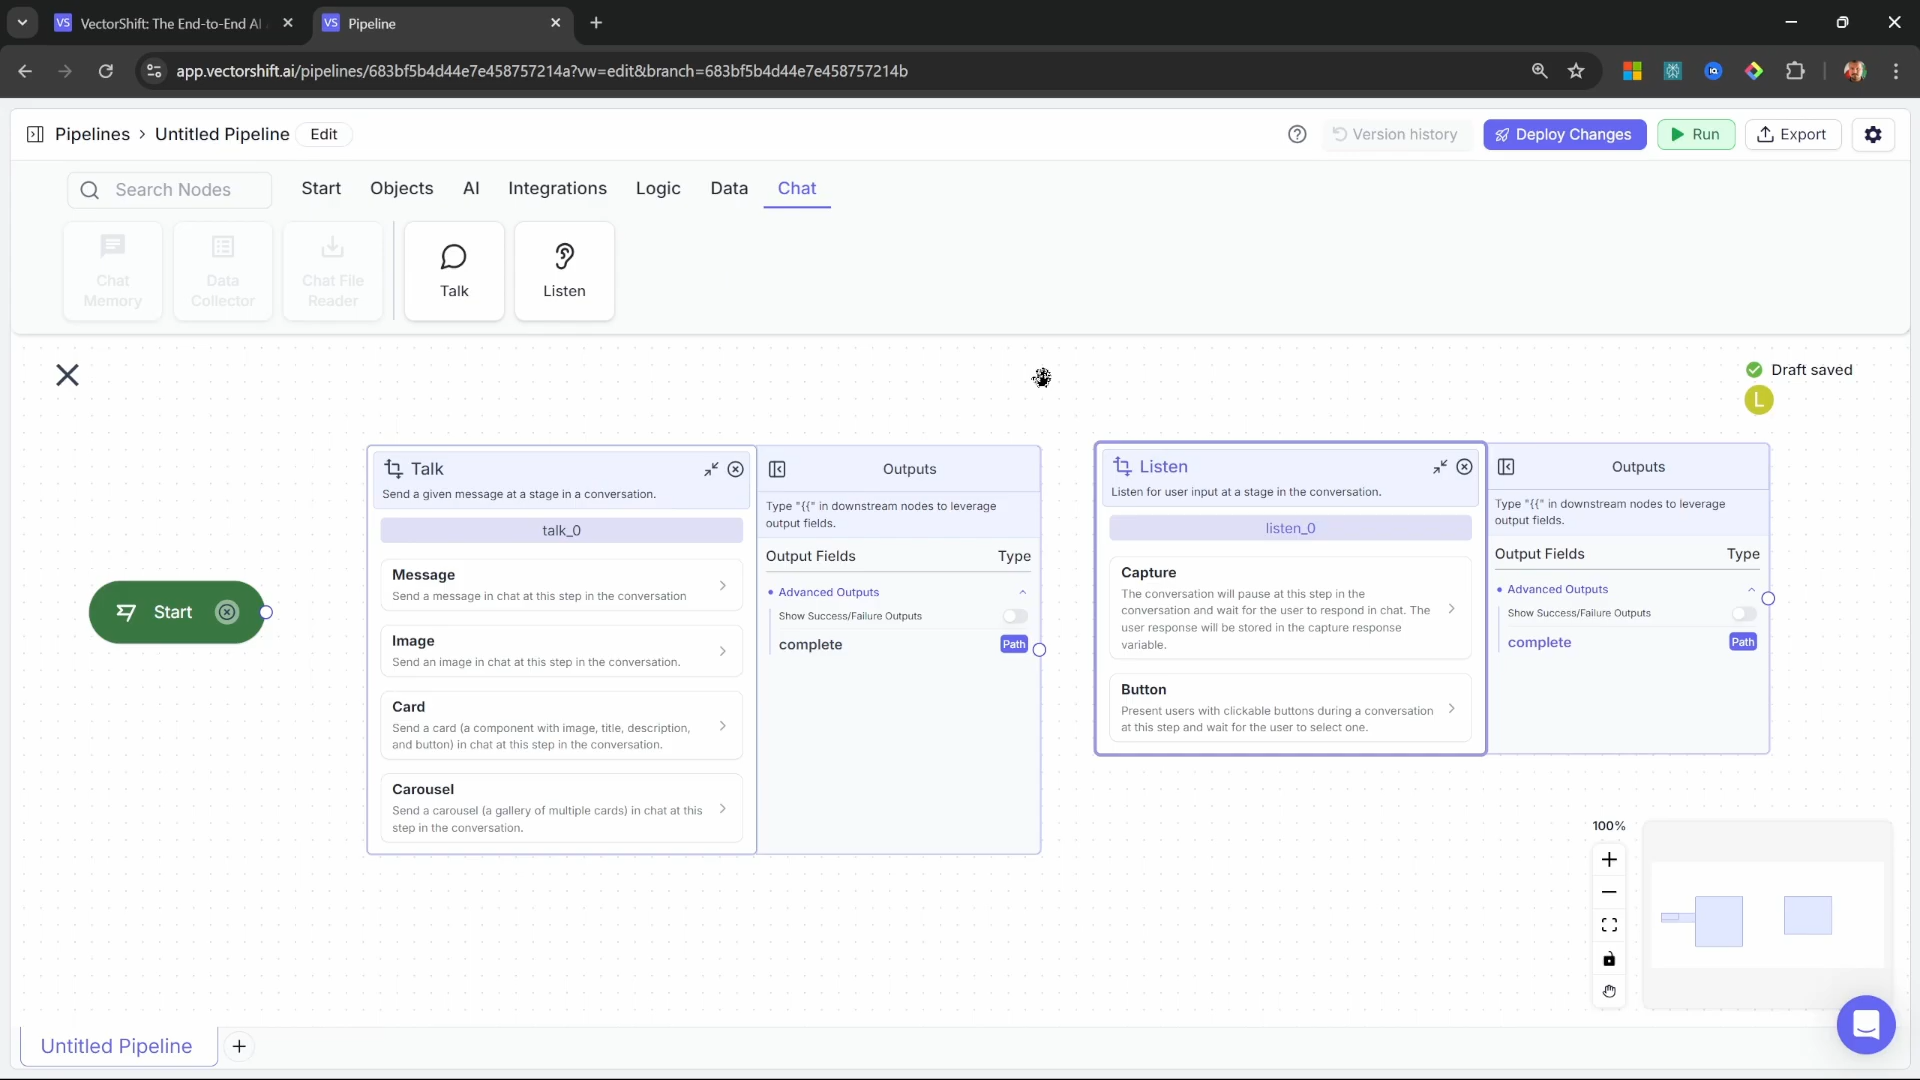 VS VectorShift: The End-to-End AI
VS Pipeline
app.vectorshift.ai/pipelines/683bf5b4d44e7e458757214a?vw=edit&branch=683bf5b4d44e7e458757214b
Pipelines > Untitled Pipeline Edit
Version history
Deploy Changes
Run
Export
Search Nodes
Start
Objects
AI
Integrations
Logic
Data
Chat
Chat
Memory
Data
Collector
Chat File
Reader
Talk
Listen
Draft saved
L
Start
Talk
Send a given message at a stage in a conversation.
talk_0
Message
Send a message in chat at this step in the conversation
Image
Send an image in chat at this step in the conversation.
Card
Send a card (a component with image, title, description,
and button) in chat at this step in the conversation.
Carousel
Send a carousel (a gallery of multiple cards) in chat at this
step in the conversation.
Outputs
Type "{{" in downstream nodes to leverage
output fields.
Output Fields Type
Advanced Outputs
Show Success/Failure Outputs
complete Path
Listen
Listen for user input at a stage in the conversation.
listen_0
Capture
The conversation will pause at this step in the
conversation and wait for the user to respond in chat. The
user response will be stored in the capture response
variable.
Button
Present users with clickable buttons during a conversation
at this step and wait for the user to select one.
Outputs
Type "{{" in downstream nodes to leverage
output fields.
Output Fields Type
Advanced Outputs
Show Success/Failure Outputs
complete Path
100%
Untitled Pipeline